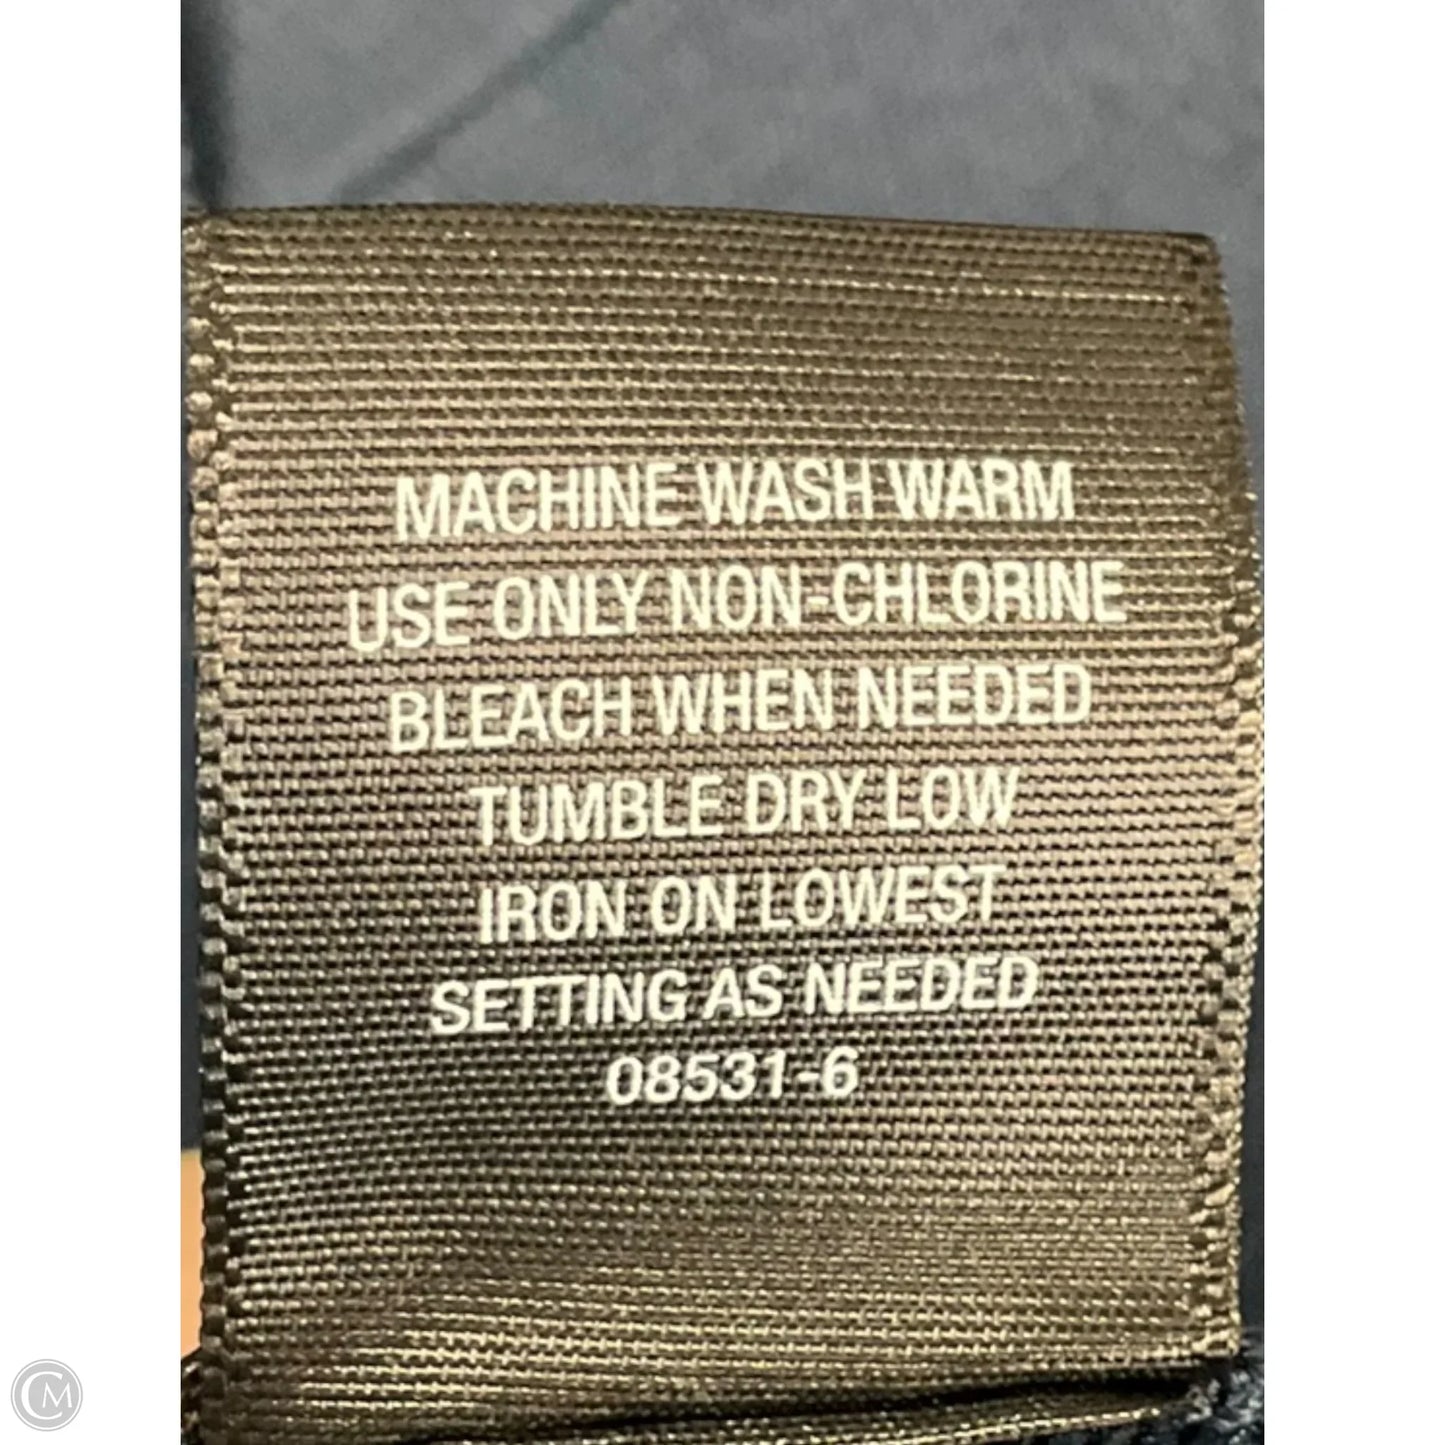 MACHINE WASH WARM
USE ONLY NON-CHLORINE
BLEACH WHEN NEEDED
TUMBLE DRY LOW
IRON ON LOWEST
SETTING AS NEEDED
08531-6
CM